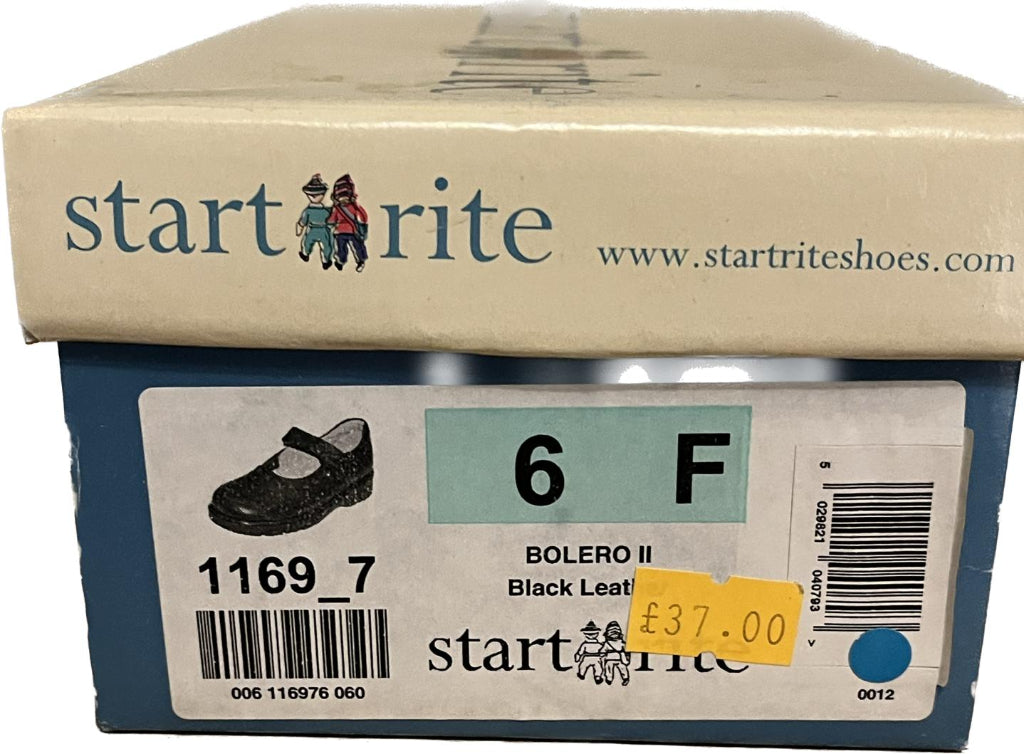 start rite www.startriteshoes.com
6 F
1169_7
BOLERO II
Black Leather
£37.00
start rite
006 116976 060
5 029821 040793 >
0012